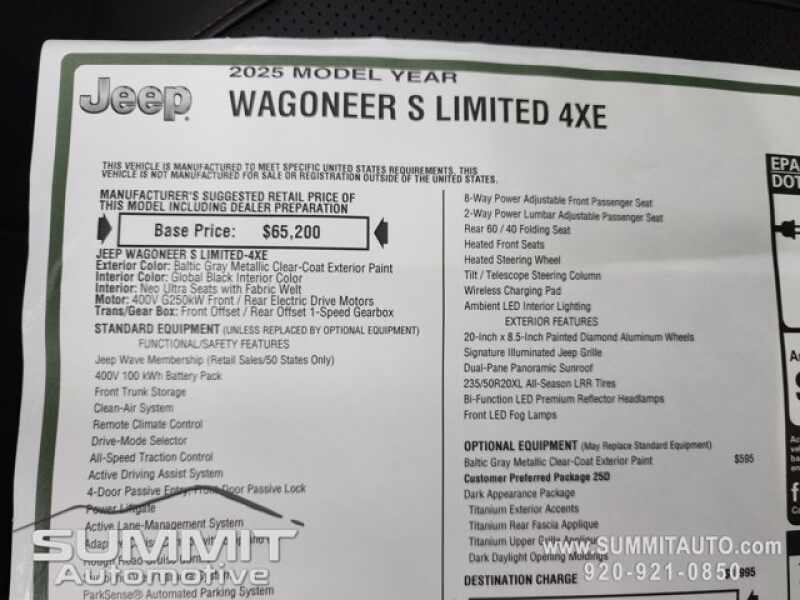 2025 MODEL YEAR
Jeep
WAGONEER S LIMITED 4XE
THIS VEHICLE IS MANUFACTURED TO MEET SPECIFIC UNITED STATES REQUIREMENTS. THIS
VEHICLE IS NOT MANUFACTURED FOR SALE OR REGISTRATION OUTSIDE OF THE UNITED STATES.
MANUFACTURER'S SUGGESTED RETAIL PRICE OF
THIS MODEL INCLUDING DEALER PREPARATION
Base Price: $65,200
JEEP WAGONEER S LIMITED-4XE
Exterior Color: Baltic Gray Metallic Clear-Coat Exterior Paint
Interior Color: Global Black Interior Color
Interior: Neo Ultra Seats with Fabric Welt
Motor: 400V G250kW Front / Rear Electric Drive Motors
Trans/Gear Box: Front Offset / Rear Offset 1-Speed Gearbox
STANDARD EQUIPMENT (UNLESS REPLACED BY OPTIONAL EQUIPMENT)
FUNCTIONAL/SAFETY FEATURES
Jeep Wave Membership (Retail Sales/50 States Only)
400V 100 kWh Battery Pack
Front Trunk Storage
Clean-Air System
Remote Climate Control
Drive-Mode Selector
All-Speed Traction Control
Active Driving Assist System
4-Door Passive Entry, Front Door Passive Lock
Power Liftgate
Active Lane-Management System
ParkSense® Automated Parking System
8-Way Power Adjustable Front Passenger Seat
2-Way Power Lumbar Adjustable Passenger Seat
Rear 60 / 40 Folding Seat
Heated Front Seats
Heated Steering Wheel
Tilt / Telescope Steering Column
Wireless Charging Pad
Ambient LED Interior Lighting
EXTERIOR FEATURES
20-Inch x 8.5-Inch Painted Diamond Aluminum Wheels
Signature Illuminated Jeep Grille
Dual-Pane Panoramic Sunroof
235/50R20XL All-Season LRR Tires
Bi-Function LED Premium Reflector Headlamps
Front LED Fog Lamps
OPTIONAL EQUIPMENT (May Replace Standard Equipment)
Baltic Gray Metallic Clear-Coat Exterior Paint $595
Customer Preferred Package 25D
Dark Appearance Package
Titanium Exterior Accents
Titanium Rear Fascia Applique
Titanium Upper Grille Applique
Dark Daylight Opening Moldings
DESTINATION CHARGE
EPA
DOT
SUMMIT
Automotive
www.SUMMITAUTO.com
920-921-0850